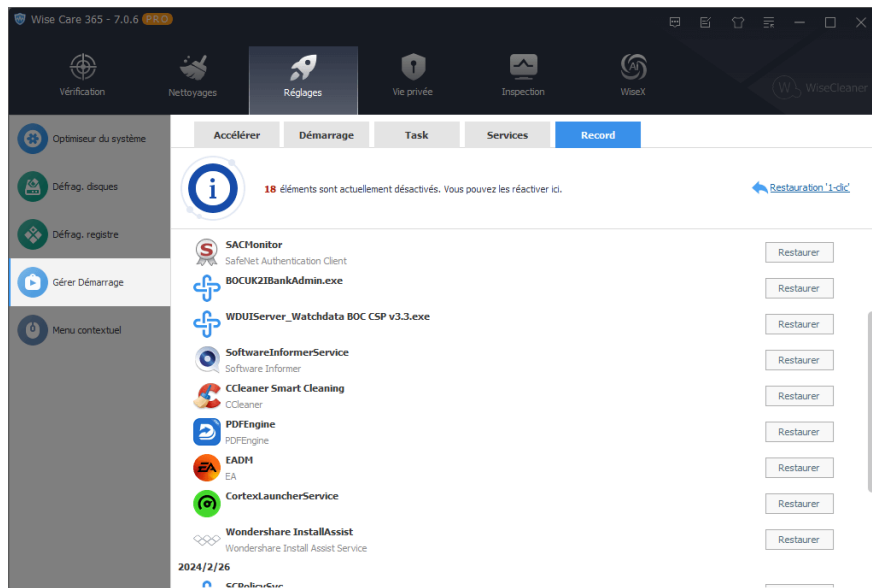 Wise Care 365 - 7.0.6 PRO
Vérification
Nettoyages
Réglages
Vie privée
Inspection
AI
WiseX
W WiseCleaner
Optimiseur du système
Défrag. disques
Défrag. registre
Gérer Démarrage
Menu contextuel
Accélérer
Démarrage
Task
Services
Record
i
18 éléments sont actuellement désactivés. Vous pouvez les réactiver ici.
Restauration '1-clic'
S
SACMonitor
SafeNet Authentication Client
Restaurer
BOCUK2IBankAdmin.exe
Restaurer
WDUIServer_Watchdata BOC CSP v3.3.exe
Restaurer
SoftwareInformerService
Software Informer
Restaurer
CCleaner Smart Cleaning
CCleaner
Restaurer
PDFEngine
PDFEngine
Restaurer
EA
EADM
EA
Restaurer
CortexLauncherService
Restaurer
Wondershare InstallAssist
Wondershare Install Assist Service
Restaurer
2024/2/26
SCPolicySvc